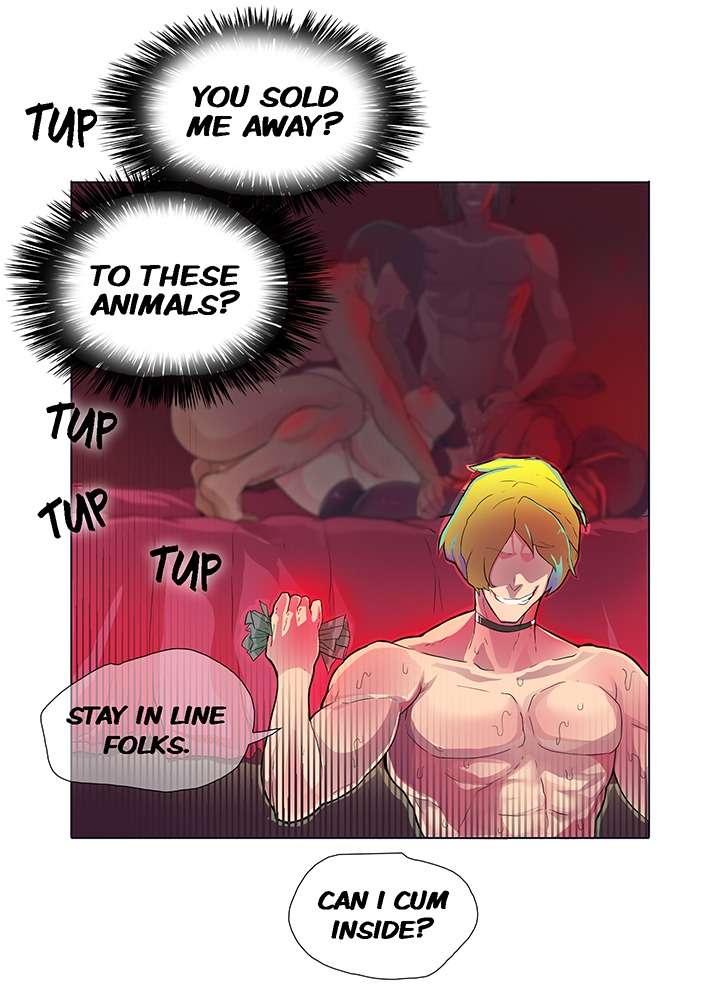 YOU SOLD
ME AWAY?
TUP
TO THESE
ANIMALS?
TUP
TUP
TUP
STAY IN LINE
FOLKS.
CAN I CUM
INSIDE?